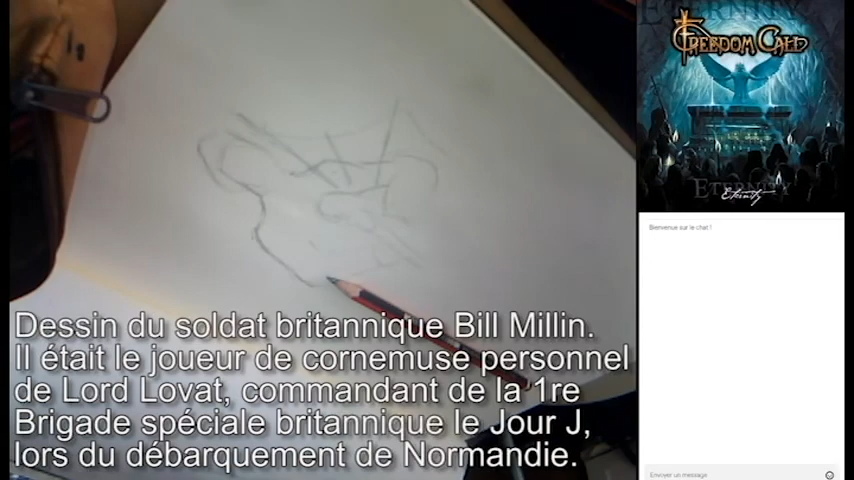 Dessin du soldat britannique Bill Millin.
Il était le joueur de cornemuse personnel
de Lord Lovat, commandant de la 1re
Brigade spéciale britannique le Jour J,
lors du débarquement de Normandie.
ETERNITY
FREEDOM CALL
ETERNITY
Eternity
Bienvenue sur le chat !
Envoyer un message